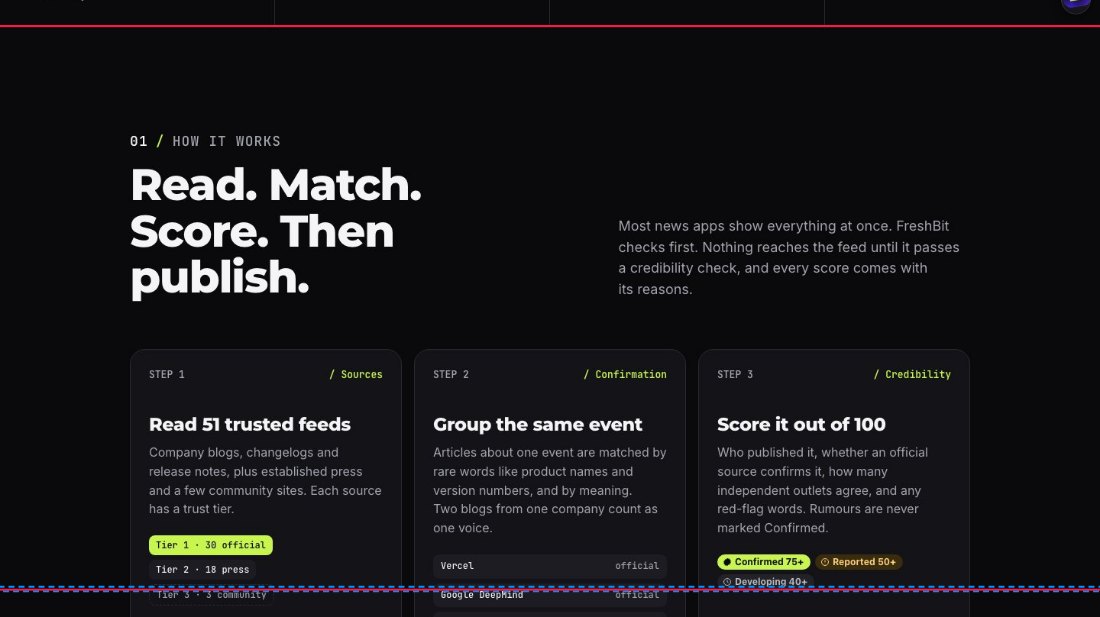 01 / HOW IT WORKS
Read. Match.
Score. Then
publish.
Most news apps show everything at once. FreshBit
checks first. Nothing reaches the feed until it passes
a credibility check, and every score comes with
its reasons.
STEP 1
/ Sources
Read 51 trusted feeds
Company blogs, changelogs and
release notes, plus established press
and a few community sites. Each source
has a trust tier.
Tier 1 · 30 official
Tier 2 · 18 press
Tier 3 · 3 community
STEP 2
/ Confirmation
Group the same event
Articles about one event are matched by
rare words like product names and
version numbers, and by meaning.
Two blogs from one company count as
one voice.
Vercel official
Google DeepMind official
STEP 3
/ Credibility
Score it out of 100
Who published it, whether an official
source confirms it, how many
independent outlets agree, and any
red-flag words. Rumours are never
marked Confirmed.
Confirmed 75+
Reported 50+
Developing 40+